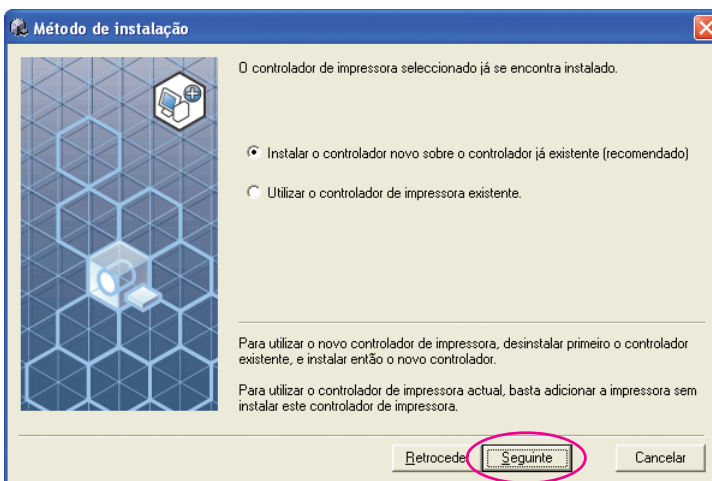 Método de instalação
O controlador de impressora seleccionado já se encontra instalado.
Instalar o controlador novo sobre o controlador já existente (recomendado)
Utilizar o controlador de impressora existente.
Para utilizar o novo controlador de impressora, desinstalar primeiro o controlador
existente, e instalar então o novo controlador.
Para utilizar o controlador de impressora actual, basta adicionar a impressora sem
instalar este controlador de impressora.
Retroceder Seguinte Cancelar